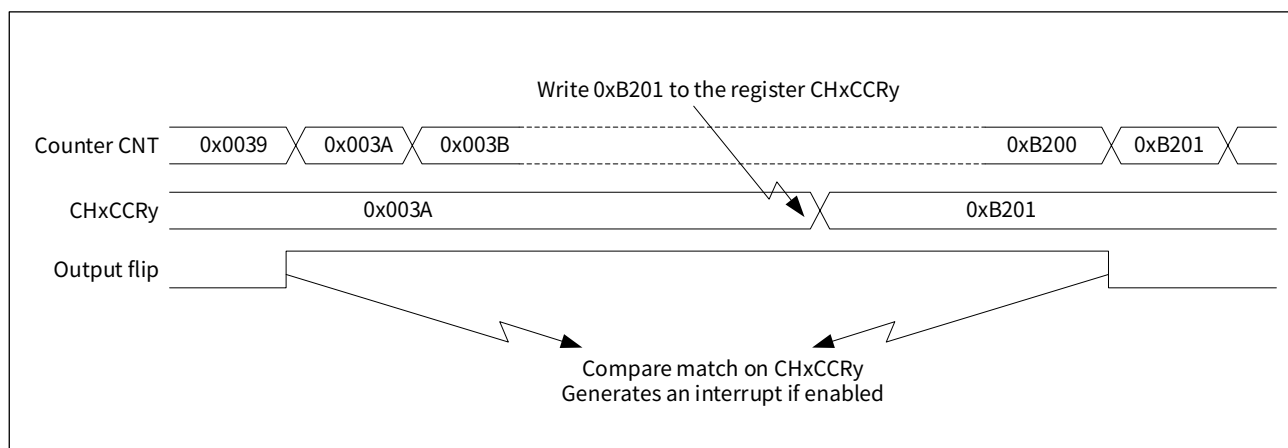 Write 0xB201 to the register CHxCCRy
Counter CNT 0x0039 0x003A 0x003B 0xB200 0xB201
CHxCCRy 0x003A 0xB201
Output flip
Compare match on CHxCCRy
Generates an interrupt if enabled